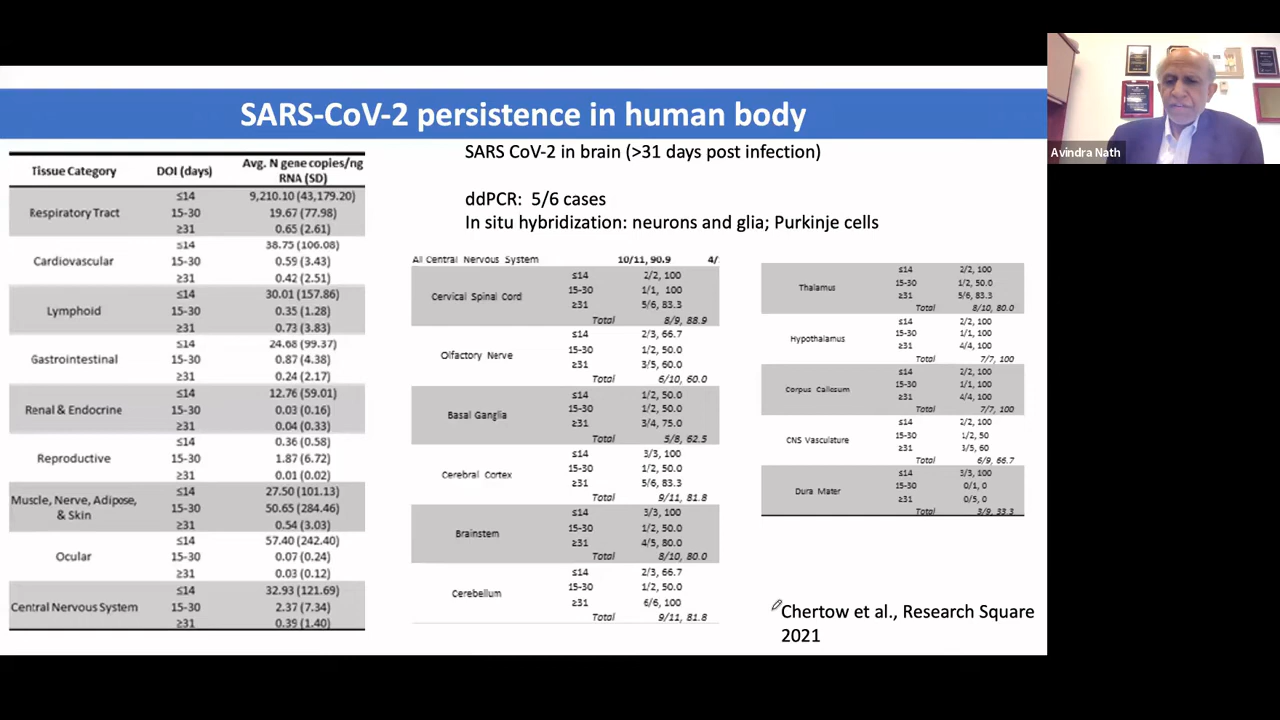 SARS-CoV-2 persistence in human body
Avindra Nath
Tissue Category DOI (days) Avg. N gene copies/ng RNA (SD)
Respiratory Tract
≤14 9,210.10 (43,179.20)
15-30 19.67 (77.98)
≥31 0.65 (2.61)
Cardiovascular
≤14 38.75 (106.08)
15-30 0.59 (3.43)
≥31 0.42 (2.51)
Lymphoid
≤14 30.01 (157.86)
15-30 0.35 (1.28)
≥31 0.73 (3.83)
Gastrointestinal
≤14 24.68 (99.37)
15-30 0.87 (4.38)
≥31 0.24 (2.17)
Renal & Endocrine
≤14 12.76 (59.01)
15-30 0.03 (0.16)
≥31 0.04 (0.33)
Reproductive
≤14 0.36 (0.58)
15-30 1.87 (6.72)
≥31 0.01 (0.02)
Muscle, Nerve, Adipose,
& Skin
≤14 27.50 (101.13)
15-30 50.65 (284.46)
≥31 0.54 (3.03)
Ocular
≤14 57.40 (242.40)
15-30 0.07 (0.24)
≥31 0.03 (0.12)
Central Nervous System
≤14 32.93 (121.69)
15-30 2.37 (7.34)
≥31 0.39 (1.40)
SARS CoV-2 in brain (>31 days post infection)
ddPCR: 5/6 cases
In situ hybridization: neurons and glia; Purkinje cells
All Central Nervous System 10/11, 90.9 4/
Cervical Spinal Cord
≤14 2/2, 100
15-30 1/1, 100
≥31 5/6, 83.3
Total 8/9, 88.9
Olfactory Nerve
≤14 2/3, 66.7
15-30 1/2, 50.0
≥31 3/5, 60.0
Total 6/10, 60.0
Basal Ganglia
≤14 1/2, 50.0
15-30 1/2, 50.0
≥31 3/4, 75.0
Total 5/8, 62.5
Cerebral Cortex
≤14 3/3, 100
15-30 1/2, 50.0
≥31 5/6, 83.3
Total 9/11, 81.8
Brainstem
≤14 3/3, 100
15-30 1/2, 50.0
≥31 4/5, 80.0
Total 8/10, 80.0
Cerebellum
≤14 2/3, 66.7
15-30 1/2, 50.0
≥31 6/6, 100
Total 9/11, 81.8
Thalamus
≤14 2/2, 100
15-30 1/2, 50.0
≥31 5/6, 83.3
Total 8/10, 80.0
Hypothalamus
≤14 2/2, 100
15-30 1/1, 100
≥31 4/4, 100
Total 7/7, 100
Corpus Callosum
≤14 2/2, 100
15-30 1/1, 100
≥31 4/4, 100
Total 7/7, 100
CNS Vasculature
≤14 2/2, 100
15-30 1/2, 50
≥31 3/5, 60
Total 6/9, 66.7
Dura Mater
≤14 3/3, 100
15-30 0/1, 0
≥31 0/5, 0
Total 3/9, 33.3
Chertow et al., Research Square
2021